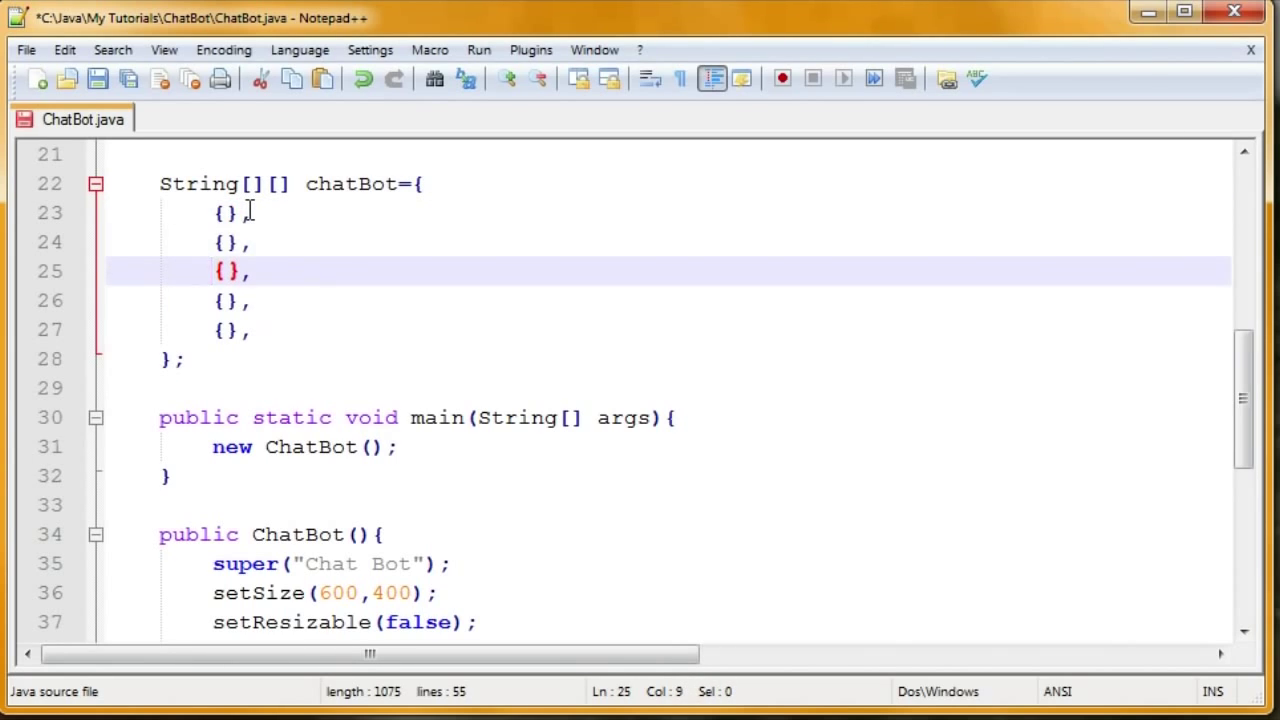 *C:\Java\My Tutorials\ChatBot\ChatBot.java - Notepad++
File Edit Search View Encoding Language Settings Macro Run Plugins Window ? X
ABC
ChatBot.java
21
22 String[][] chatBot={
23 {},
24 {},
25 {},
26 {},
27 {},
28 };
29
30 public static void main(String[] args){
31 new ChatBot();
32 }
33
34 public ChatBot(){
35 super("Chat Bot");
36 setSize(600,400);
37 setResizable(false);
Java source file length : 1075 lines : 55 Ln : 25 Col : 9 Sel : 0 Dos\Windows ANSI INS